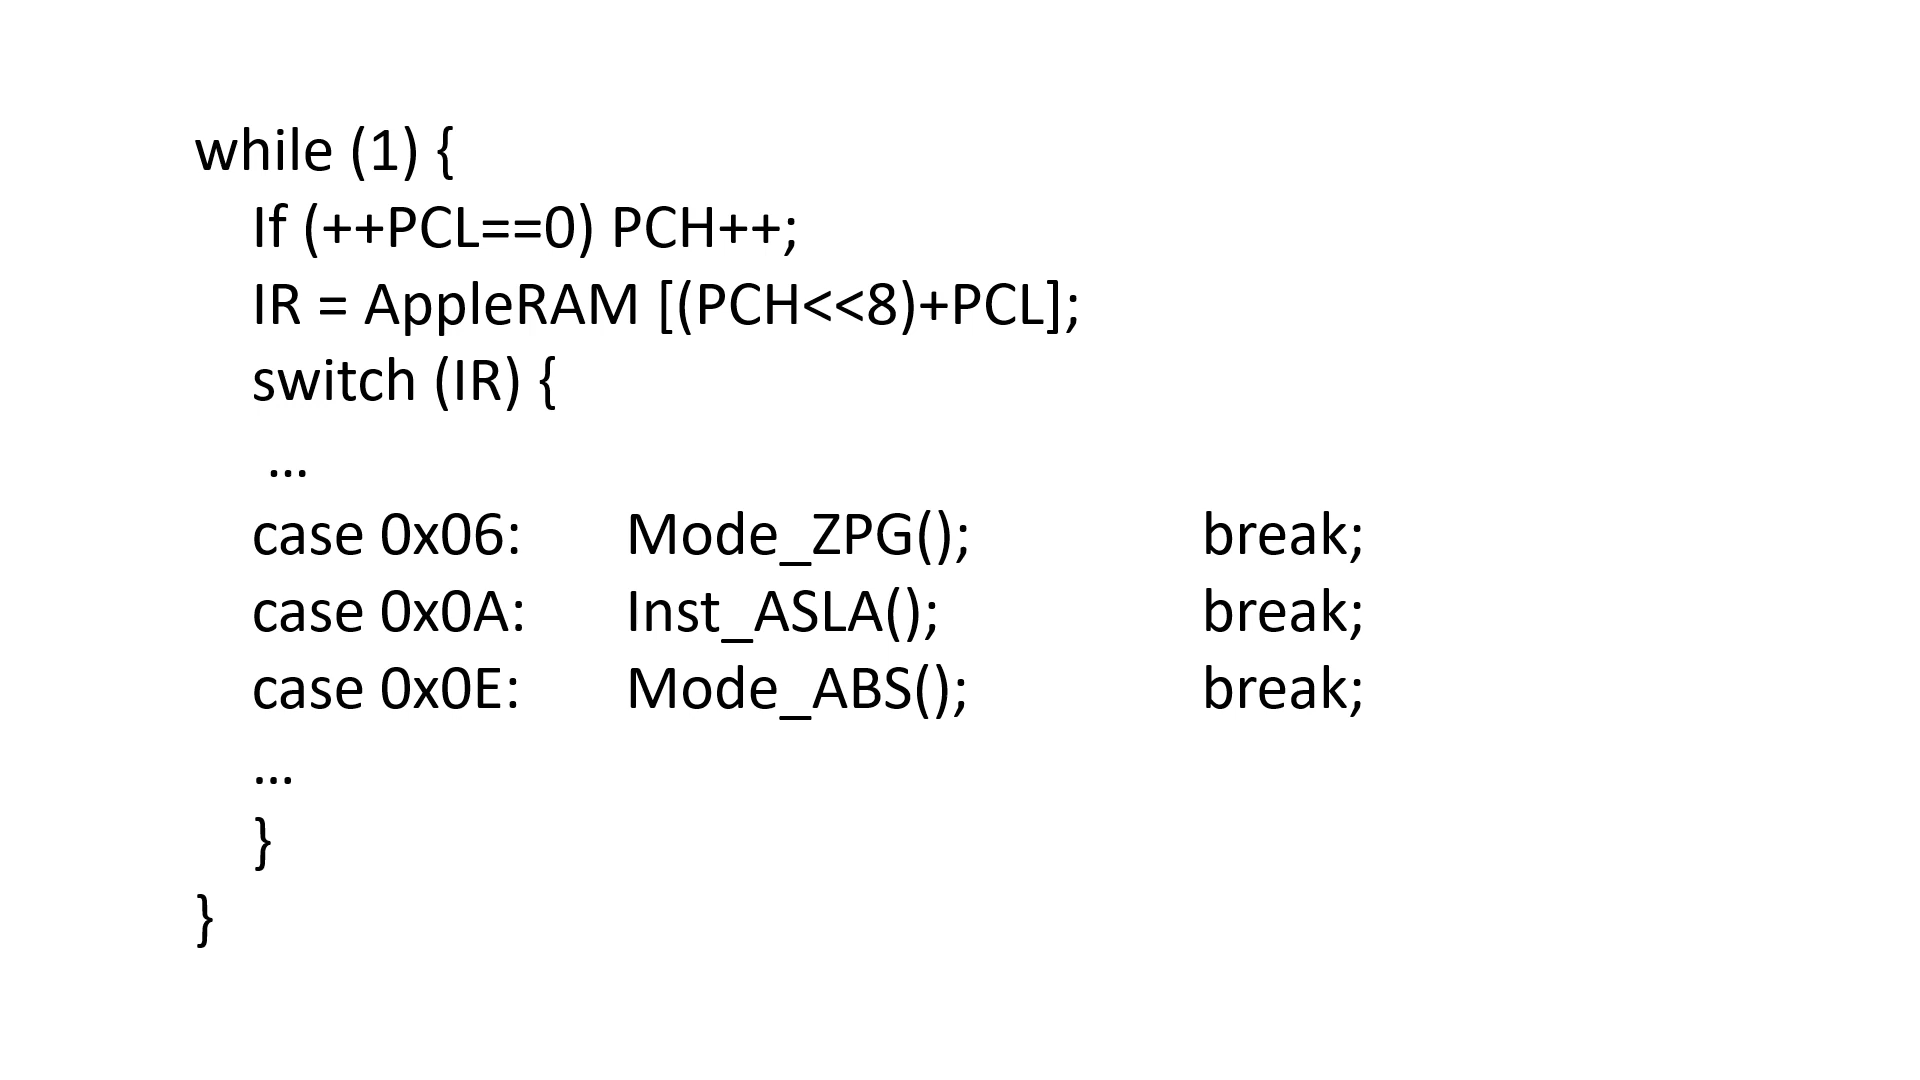 while (1) {
If (++PCL==0) PCH++;
IR = AppleRAM [(PCH<<8)+PCL];
switch (IR) {
…
case 0x06: Mode_ZPG(); break;
case 0x0A: Inst_ASLA(); break;
case 0x0E: Mode_ABS(); break;
…
}
}